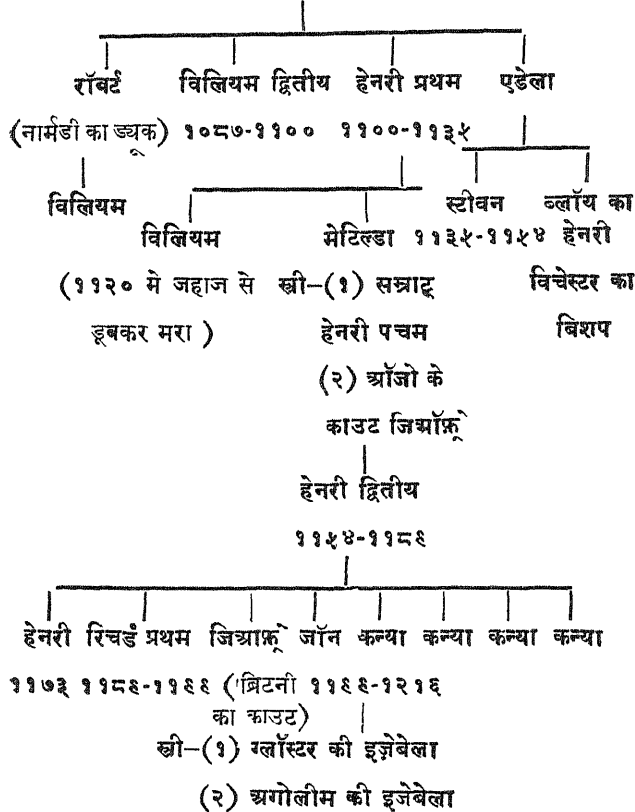 रॉबर्ट विलियम द्वितीय हेनरी प्रथम एडेला
(नार्मडी का ड्यूक) १०८७-११०० ११००-११३५
विलियम
स्टीवन ब्लॉय का
विलियम मेटिल्डा ११३५-११५४ हेनरी
(११२० मे जहाज से स्त्री-(१) सम्राट् विचेस्टर का
डूबकर मरा ) हेनरी पचम बिशप
(२) ऑजो के
काउट जिऑफ़्रे
हेनरी द्वितीय
११५४-११८९
हेनरी रिचर्ड प्रथम जिआफ़्रे जॉन कन्या कन्या कन्या कन्या
११७३ ११८९-११९९ (ब्रिटनी ११९९-१२१६
का काउट)
स्त्री-(१) ग्लॉस्टर की इज़ेबेला
(२) अगोलीम की इजेबेला